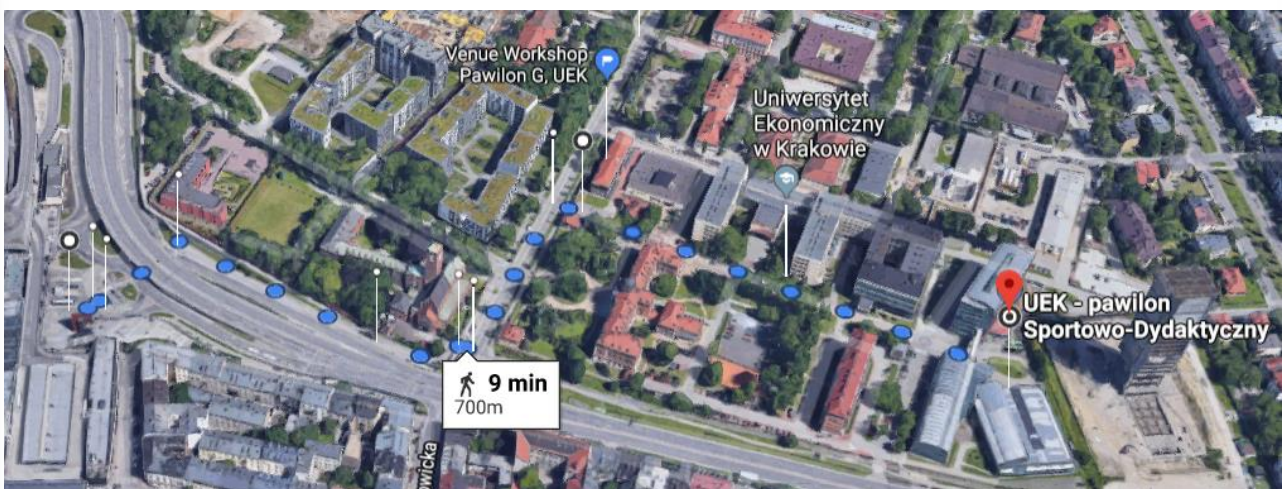 Venue Workshop
Pawilon G, UEK
Uniwersytet
Ekonomiczny
w Krakowie
UEK - pawilon
Sportowo-Dydaktyczny
9 min
700m
owicka